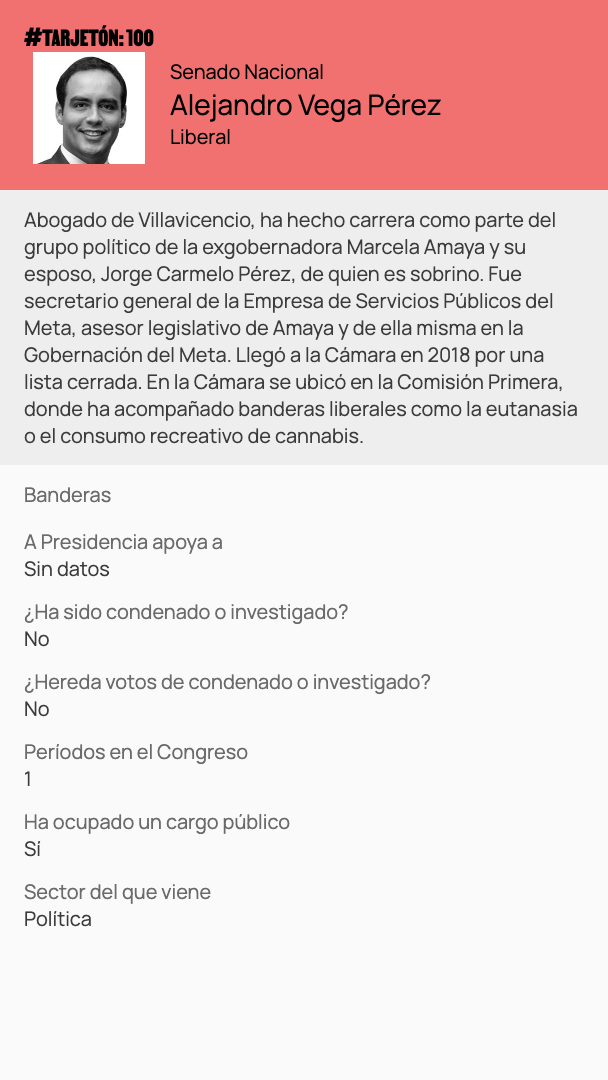 #TARJETÓN: 100
Senado Nacional
Alejandro Vega Pérez
Liberal
Abogado de Villavicencio, ha hecho carrera como parte del
grupo político de la exgobernadora Marcela Amaya y su
esposo, Jorge Carmelo Pérez, de quien es sobrino. Fue
secretario general de la Empresa de Servicios Públicos del
Meta, asesor legislativo de Amaya y de ella misma en la
Gobernación del Meta. Llegó a la Cámara en 2018 por una
lista cerrada. En la Cámara se ubicó en la Comisión Primera,
donde ha acompañado banderas liberales como la eutanasia
o el consumo recreativo de cannabis.
Banderas
A Presidencia apoya a
Sin datos
¿Ha sido condenado o investigado?
No
¿Hereda votos de condenado o investigado?
No
Períodos en el Congreso
1
Ha ocupado un cargo público
Sí
Sector del que viene
Política